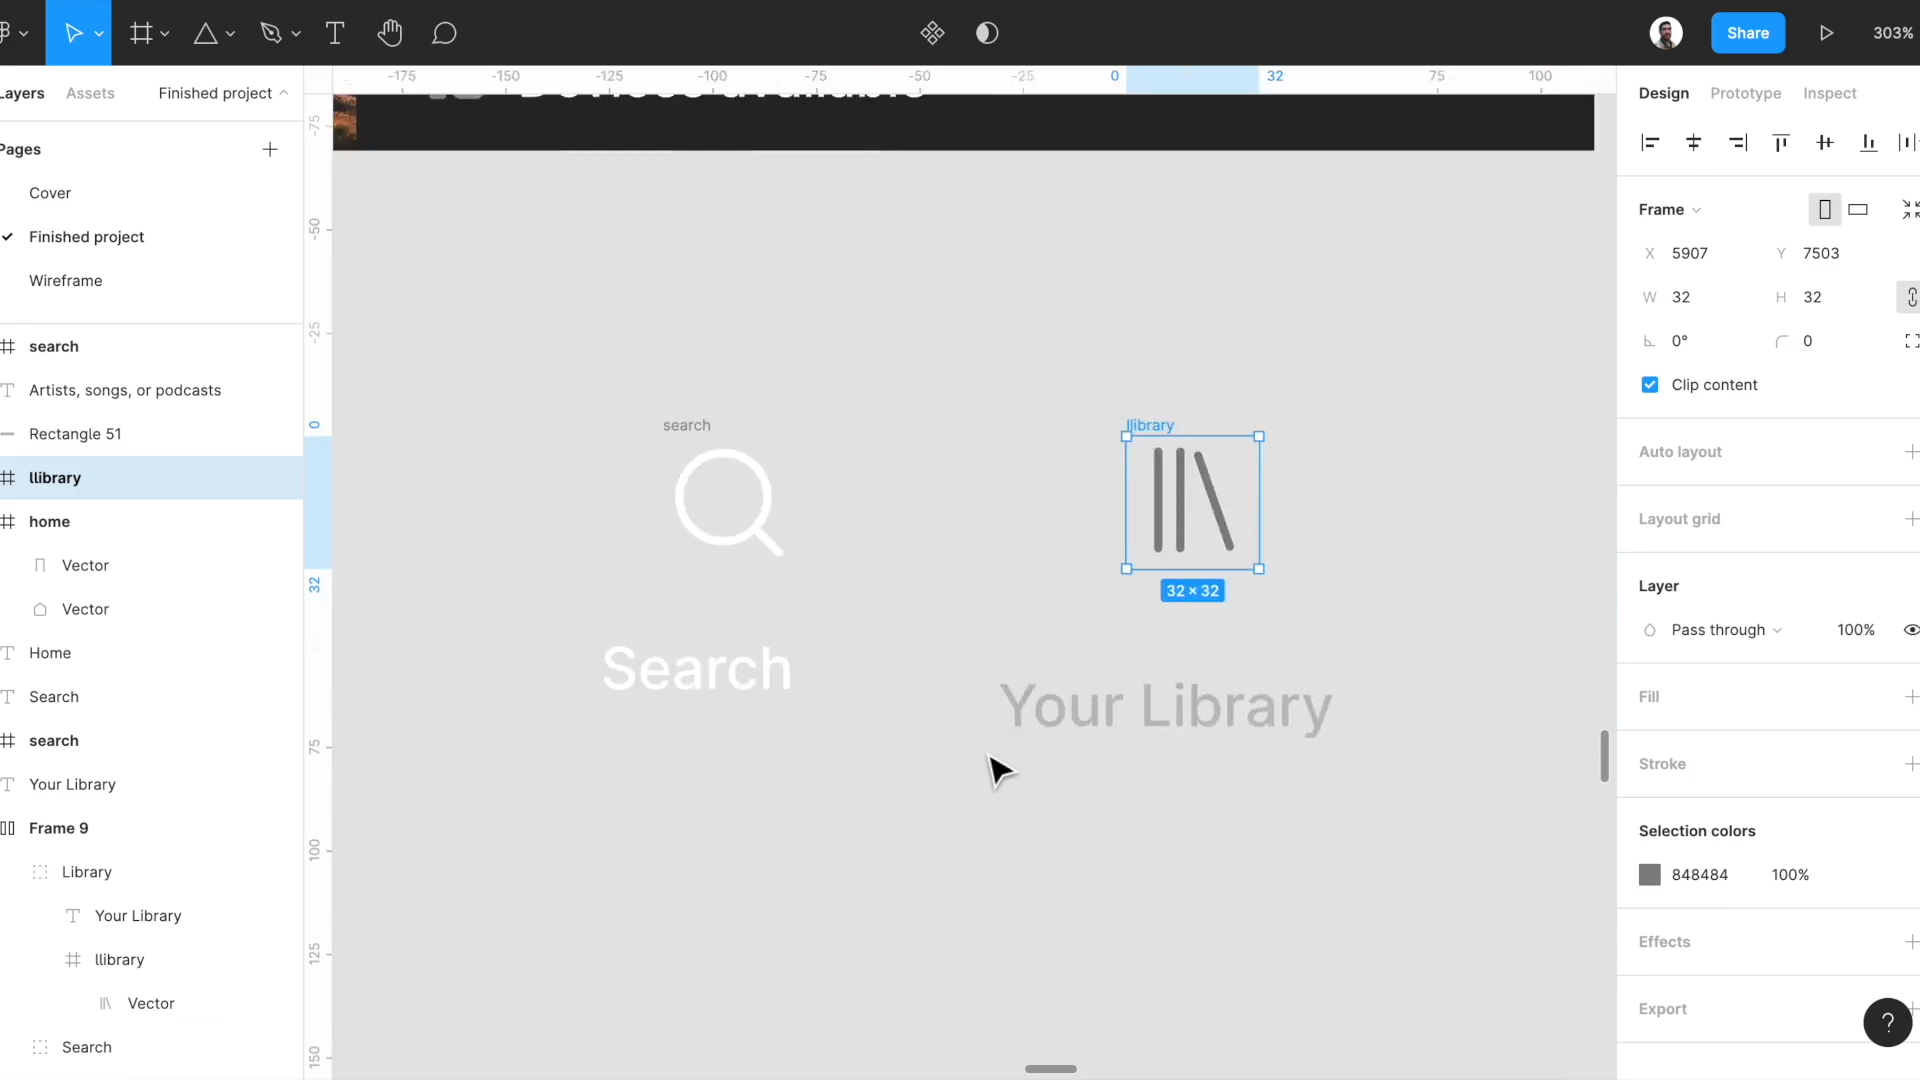 Share
303%
Layers
Assets
Finished project
Pages
Cover
Finished project
Wireframe
search
Artists, songs, or podcasts
Rectangle 51
llibrary
home
Vector
Vector
Home
Search
search
Your Library
Frame 9
Library
Your Library
llibrary
Vector
Search
-175
-150
-125
-100
-75
-50
-25
0
32
75
100
-75
-50
-25
0
32
75
100
125
150
Devices available
search
Search
llibrary
32 × 32
Your Library
Design
Prototype
Inspect
Frame
X 5907
Y 7503
W 32
H 32
0°
0
Clip content
Auto layout
Layout grid
Layer
Pass through
100%
Fill
Stroke
Selection colors
848484
100%
Effects
Export
?